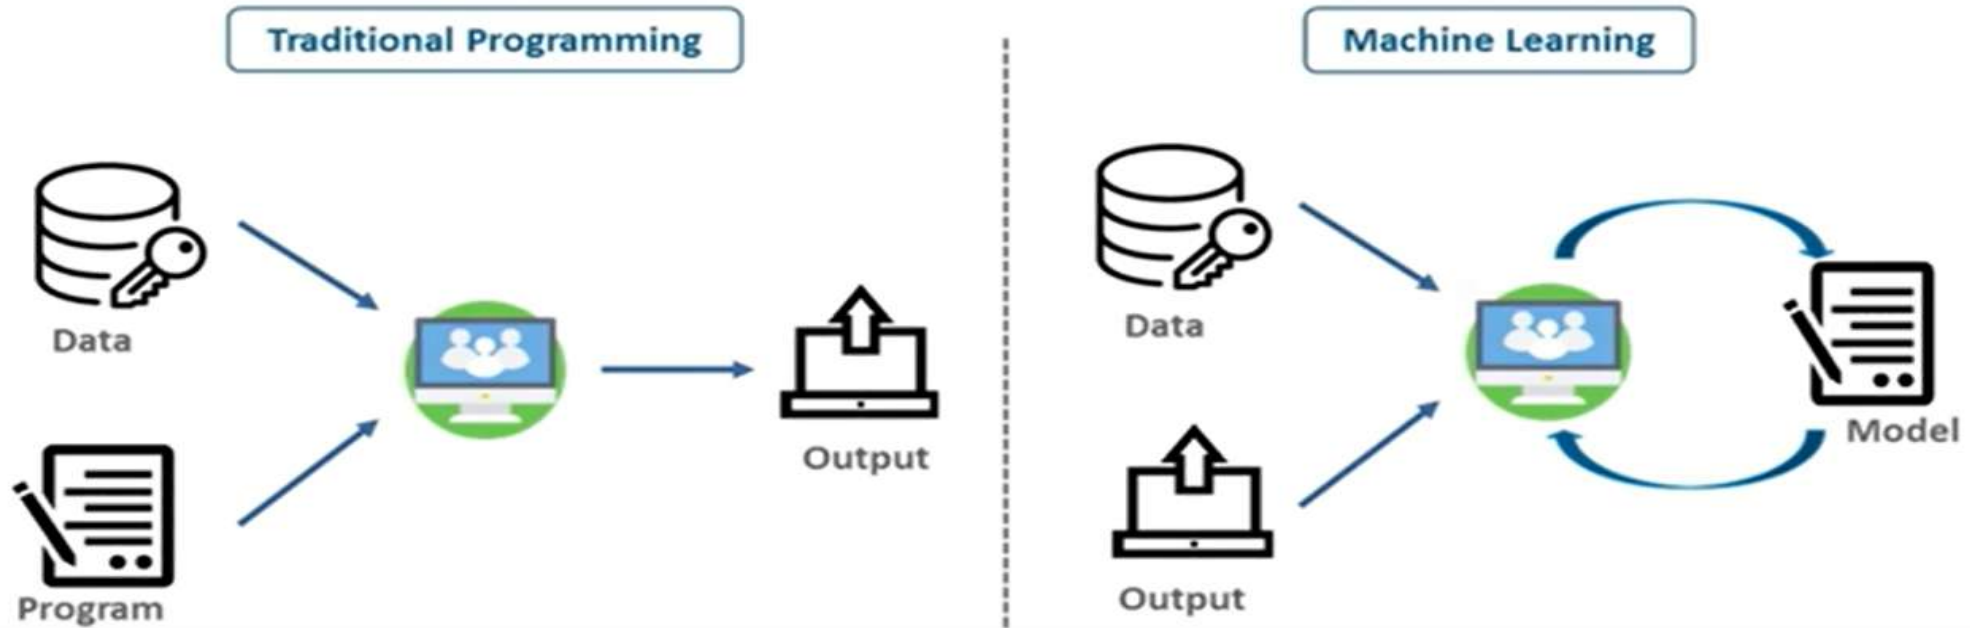 Traditional Programming
Data
Program
Output
Machine Learning
Data
Output
Model